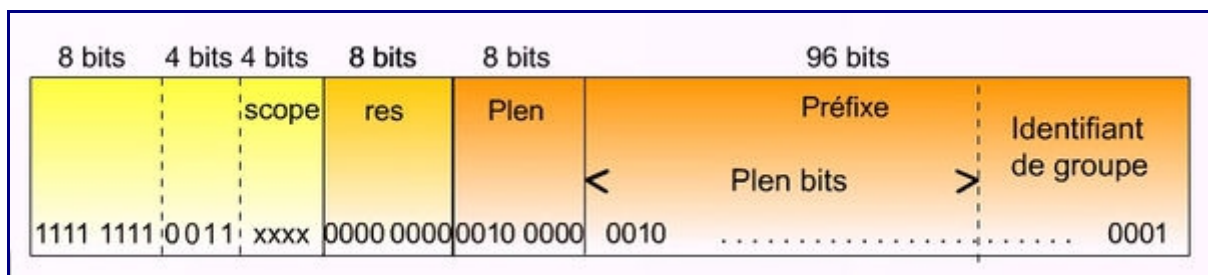 8 bits 4 bits 4 bits 8 bits 8 bits 96 bits
scope res Plen Préfixe Identifiant de groupe
Plen bits
1111 1111 0011 xxxx 0000 0000 0010 0000 0010 ........................ 0001